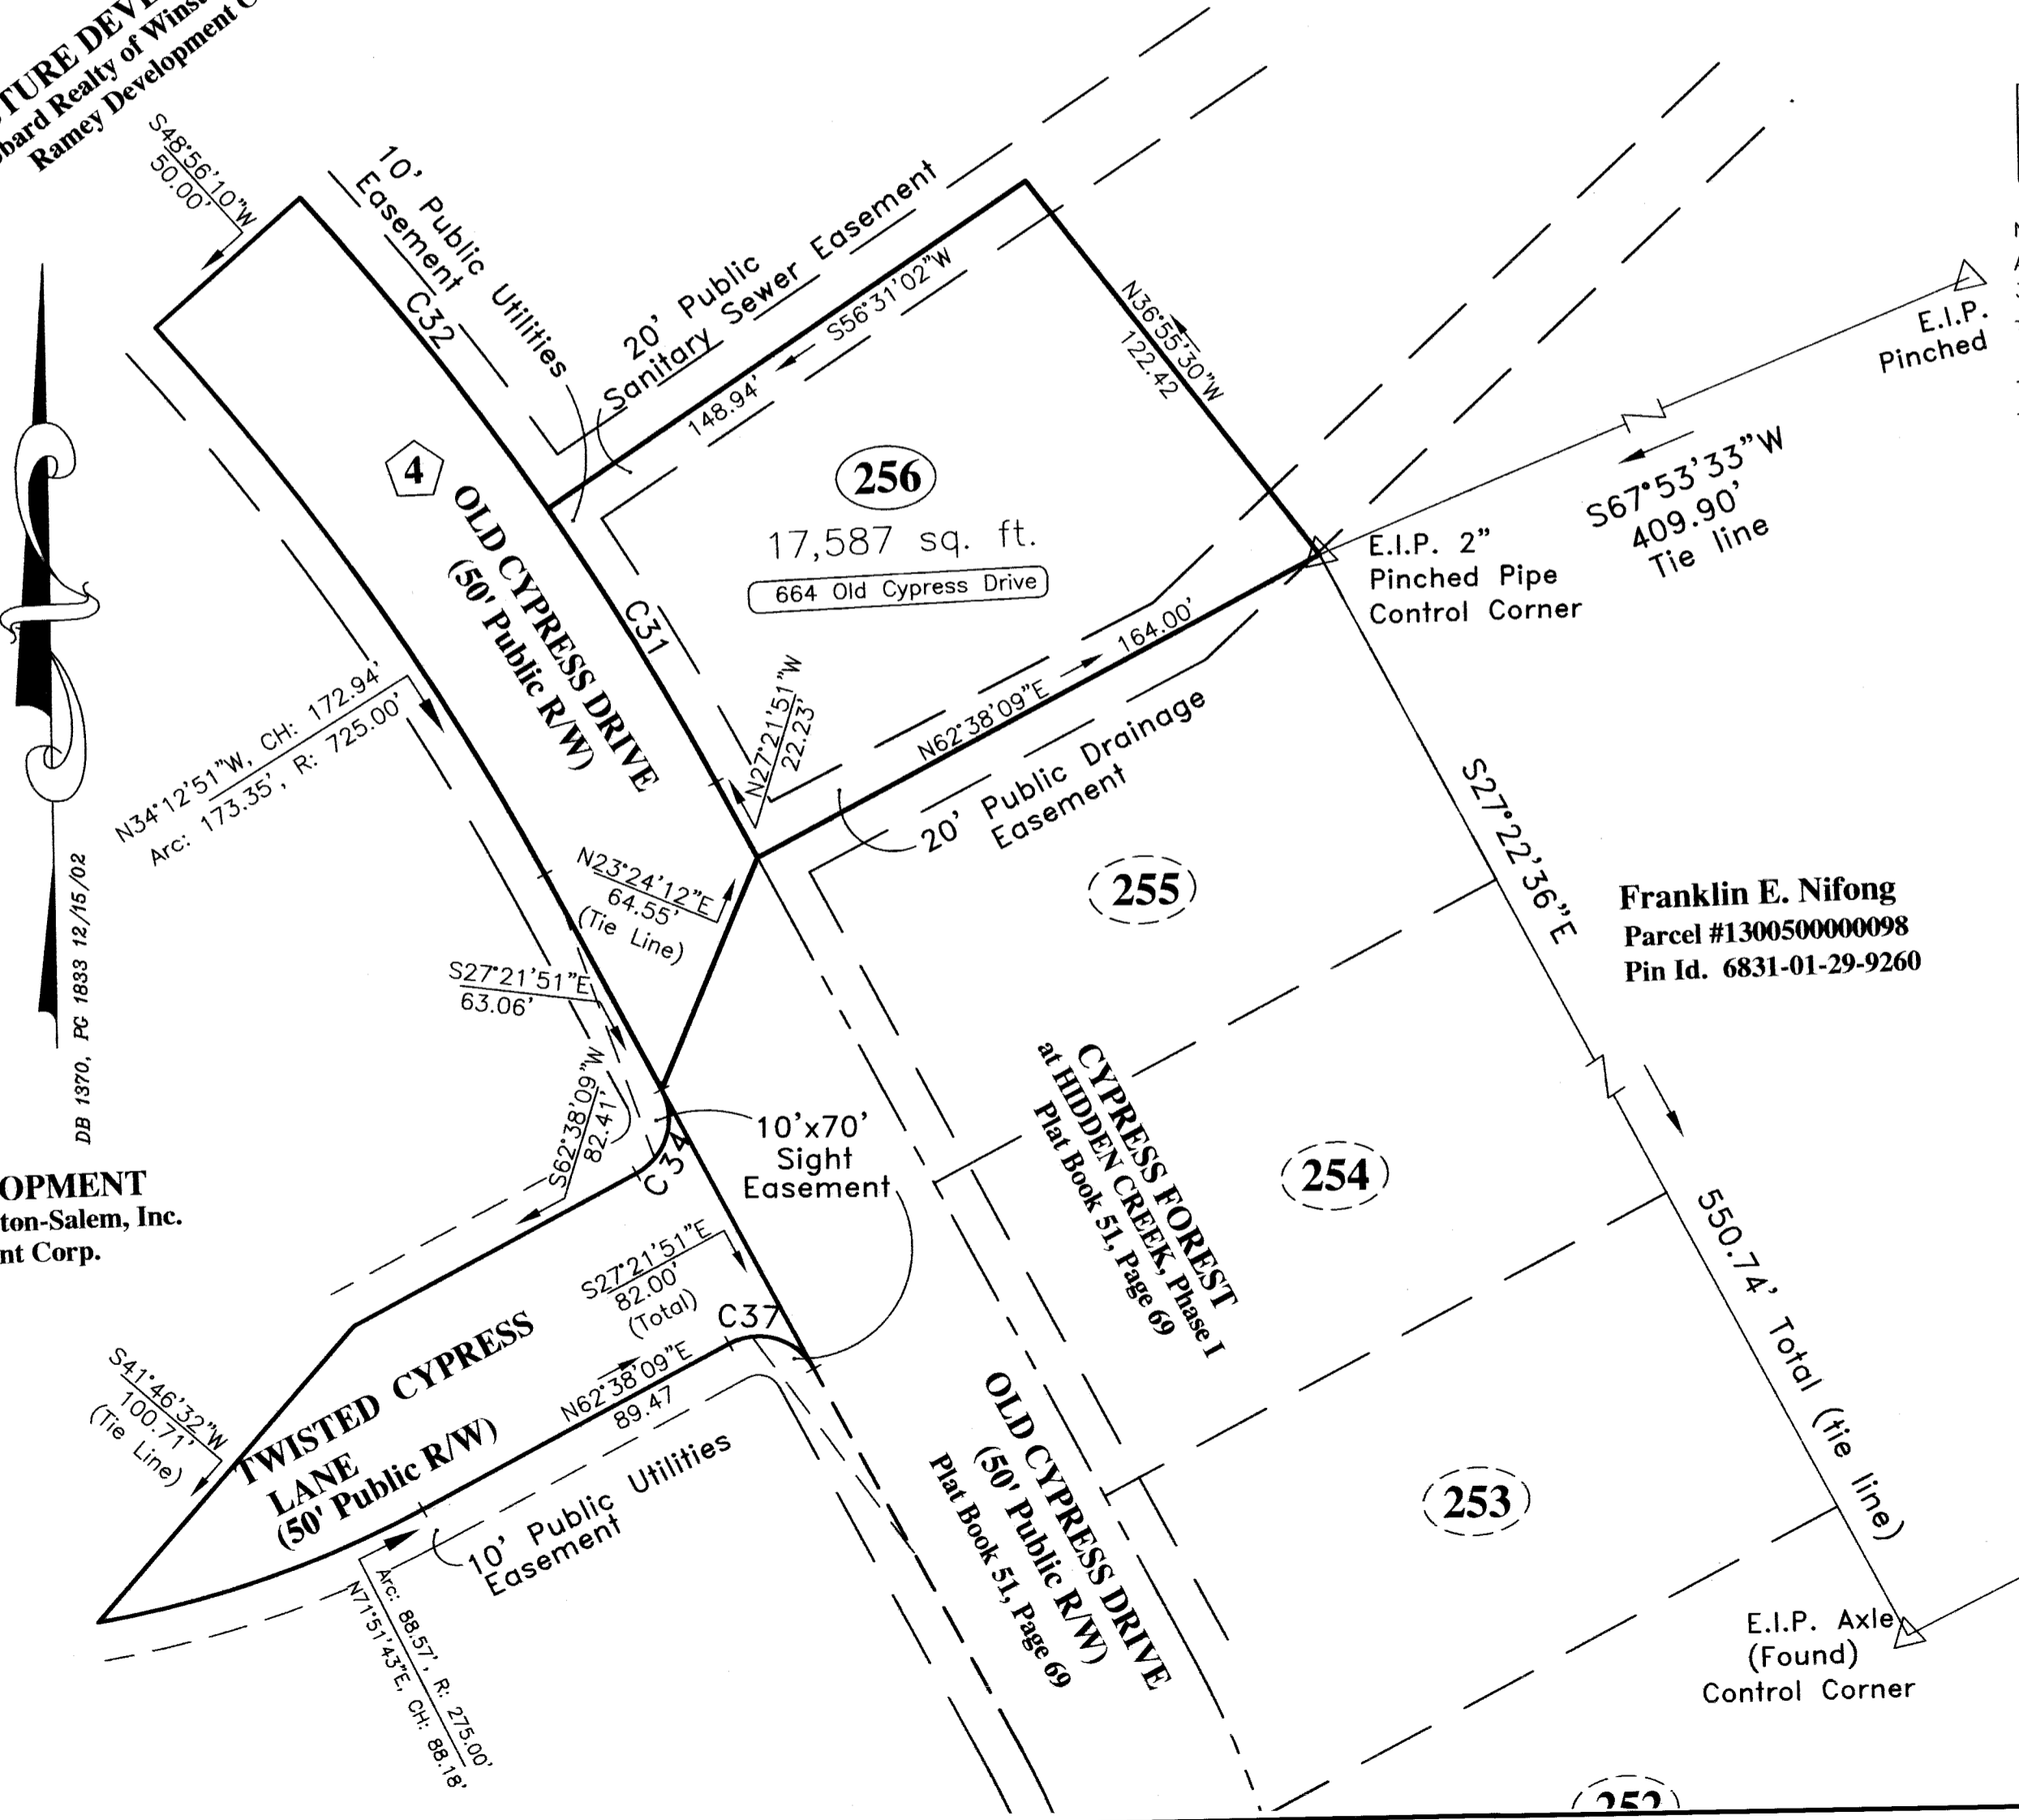 TURE DEV
bard Realty of Wins
Ramey Development C
S48°56'10"W
50.00'
10' Public Utilities
Easement
C32
20' Public
Sanitary Sewer Easement
S56°31'02"W
148.94'
N36°55'30"W
122.42
E.I.P.
Pinched
S67°53'33"W
409.90'
Tie line
4
OLD CYPRESS DRIVE
(50' Public R/W)
256
17,587 sq. ft.
664 Old Cypress Drive
E.I.P. 2"
Pinched Pipe
Control Corner
C31
N27°21'51"W
22.23'
N62°38'09"E
164.00'
20' Public Drainage
Easement
N34°12'51"W, CH: 172.94'
Arc: 173.35', R: 725.00'
DB 1370, PG 1833 12/15/02
N23°24'12"E
64.55'
(Tie Line)
S27°21'51"E
63.06'
255
S27°22'36"E
Franklin E. Nifong
Parcel #1300500000098
Pin Id. 6831-01-29-9260
S62°38'09"W
82.41'
C34
10'x70'
Sight
Easement
CYPRESS FOREST
at HIDDEN CREEK, Phase I
Plat Book 51, Page 69
254
550.74' Total (tie line)
OPMENT
ton-Salem, Inc.
nt Corp.
S27°21'51"E
82.00'
(Total)
C37
N62°38'09"E
89.47
S41°46'32"W
100.71'
(Tie Line)
TWISTED CYPRESS
LANE
(50' Public R/W)
10' Public Utilities
Easement
OLD CYPRESS DRIVE
(50' Public R/W)
Plat Book 51, Page 69
253
Arc: 88.57', R: 275.00'
N71°51'43"E, CH: 88.18'
E.I.P. Axle
(Found)
Control Corner
252